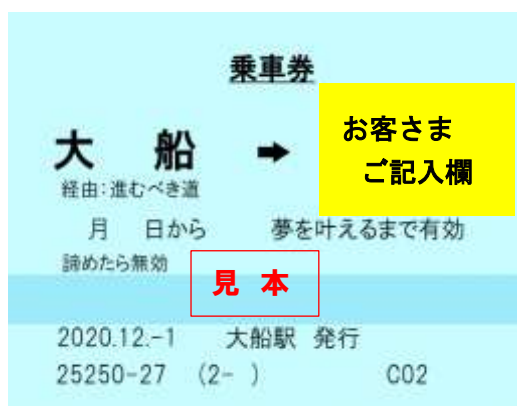 乗車券
お客さま
ご記入欄
大 船 ➡
経由:進むべき道
月 日から 夢を叶えるまで有効
諦めたら無効
見 本
2020.12.-1 大船駅 発行
25250-27 (2- ) C02